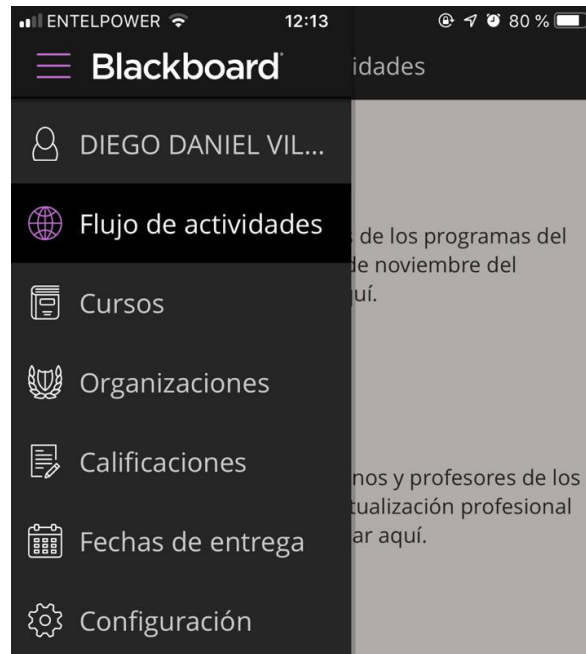 ENTELPOWER 12:13 80 %
Blackboard
idades
DIEGO DANIEL VIL...
Flujo de actividades
Cursos
Organizaciones
Calificaciones
Fechas de entrega
Configuración
de los programas del
de noviembre del
quí.
nos y profesores de los
tualización profesional
ar aquí.